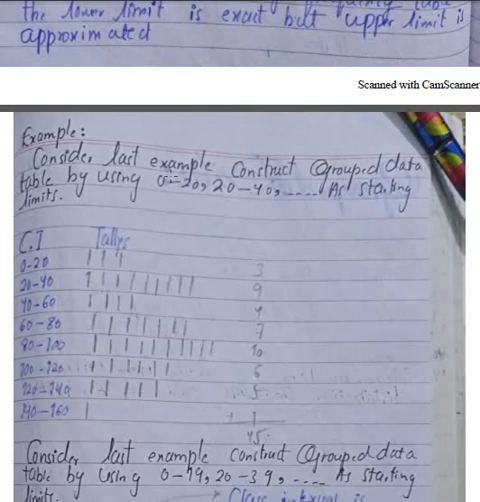 the lower limit is exact but upper limit is
approximated
Scanned with CamScanner
Example:
Consider last example Construct Grouped data
table by using 0-20, 20-40, .... As starting
limits.
C.I Tallys
0-20 ||| 3
20-40 ||||||||| 9
40-60 |||| 4
60-80 ||||||| 7
80-100 |||||||||| 10
100-120 |||||| 6
120-140 ||||| 5
140-160 | 1
45
Consider last example construct Grouped data
table by using 0-19, 20-39, .... As starting
limits.
Class interval is